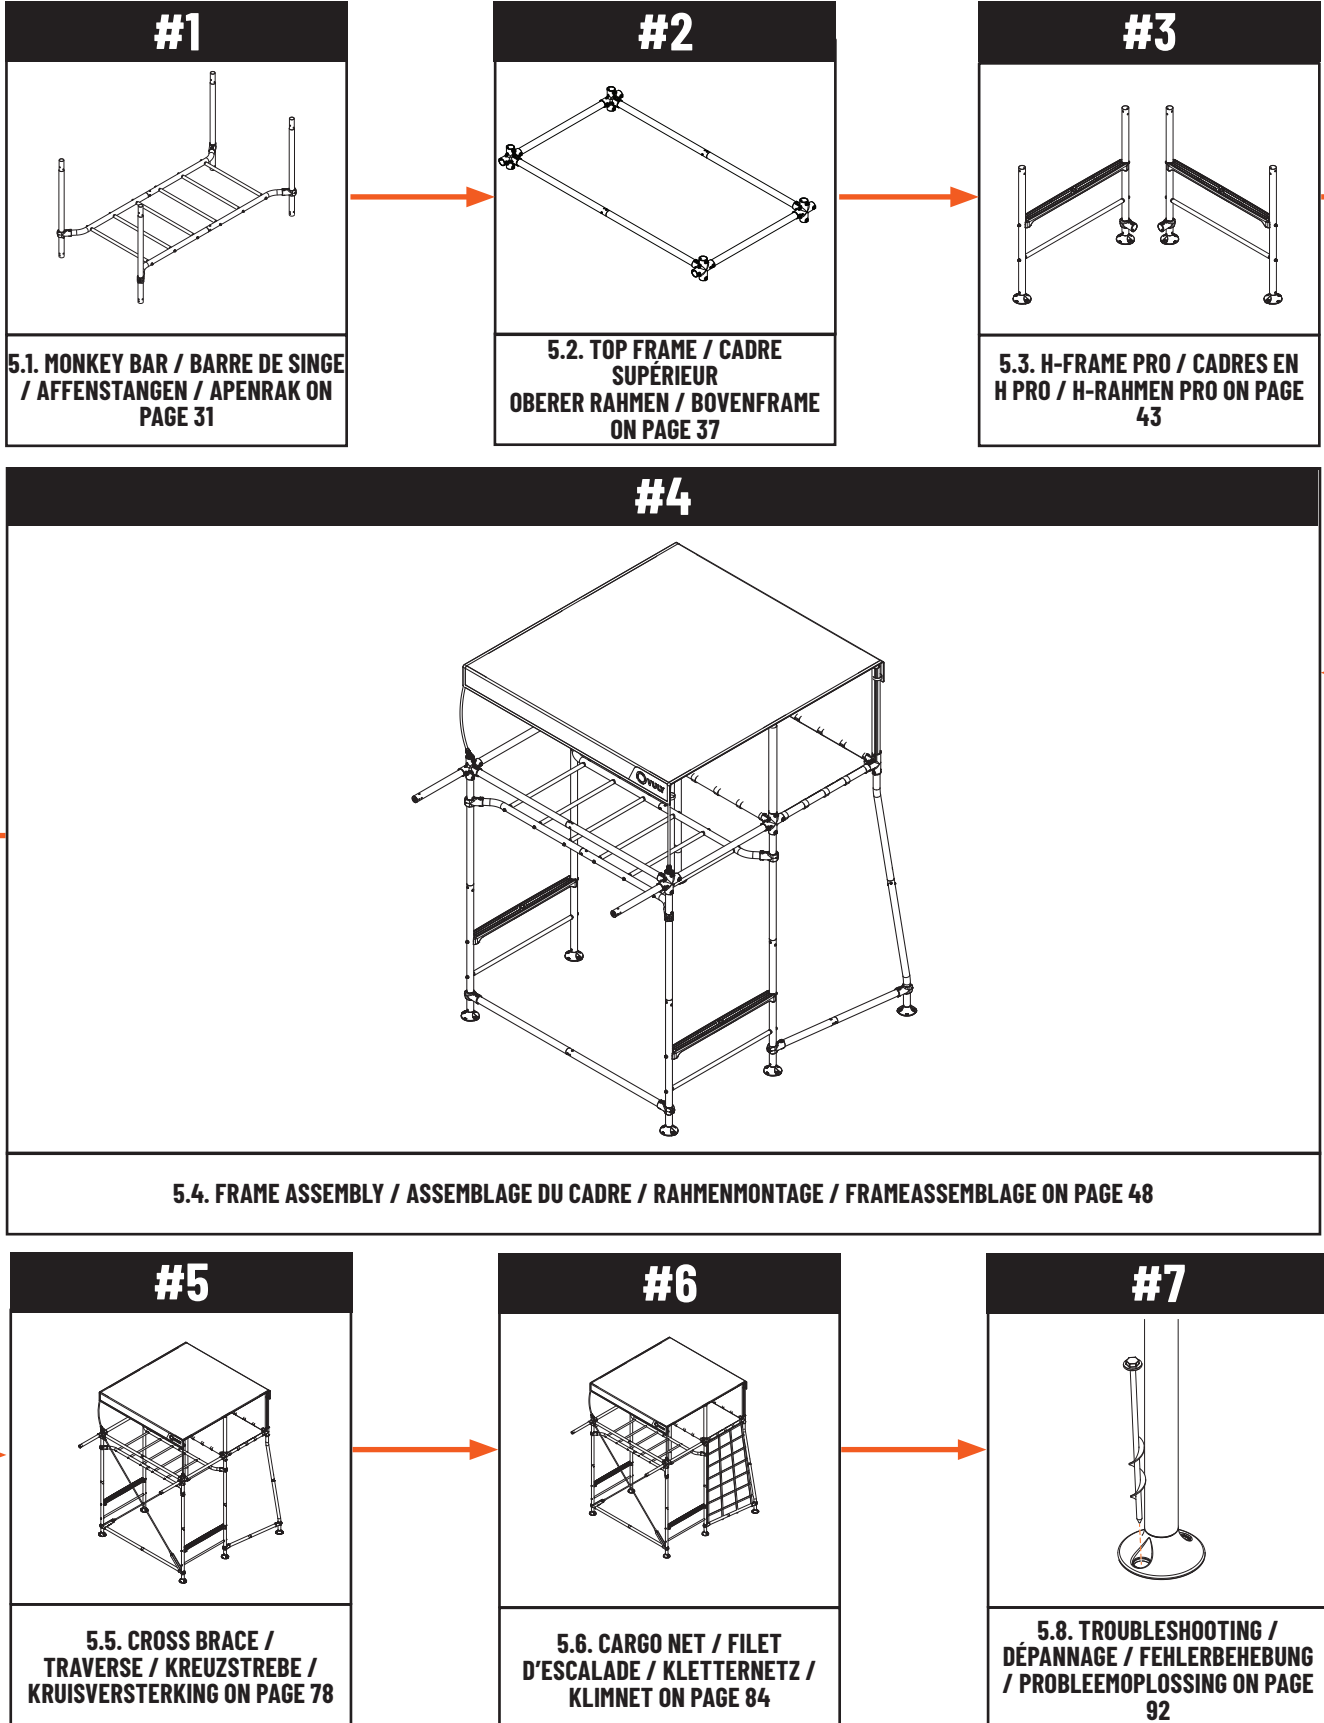 #1
#2
#3
5.1. MONKEY BAR / BARRE DE SINGE
/ AFFENSTANGEN / APENRAK ON
PAGE 31
5.2. TOP FRAME / CADRE
SUPÉRIEUR
OBERER RAHMEN / BOVENFRAME
ON PAGE 37
5.3. H-FRAME PRO / CADRES EN
H PRO / H-RAHMEN PRO ON PAGE
43
#4
VULY
5.4. FRAME ASSEMBLY / ASSEMBLAGE DU CADRE / RAHMENMONTAGE / FRAMEASSEMBLAGE ON PAGE 48
#5
#6
#7
5.5. CROSS BRACE /
TRAVERSE / KREUZSTREBE /
KRUISVERSTERKING ON PAGE 78
5.6. CARGO NET / FILET
D'ESCALADE / KLETTERNETZ /
KLIMNET ON PAGE 84
5.8. TROUBLESHOOTING /
DÉPANNAGE / FEHLERBEHEBUNG
/ PROBLEEMOPLOSSING ON PAGE
92